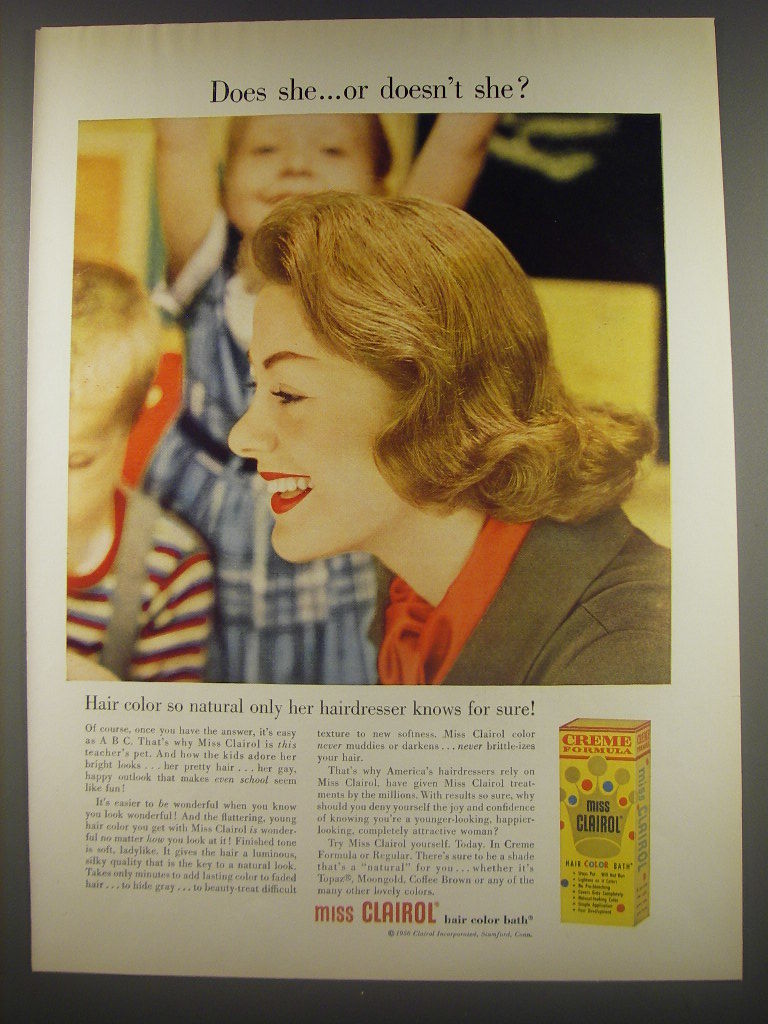 Does she...or doesn't she?
Hair color so natural only her hairdresser knows for sure!
Of course, once you have the answer, it's easy
as A B C. That's why Miss Clairol is this
teacher's pet. And how the kids adore her
bright looks . . . her pretty hair . . . her gay,
happy outlook that makes even school seem
like fun!
It's easier to be wonderful when you know
you look wonderful! And the flattering, young
hair color you get with Miss Clairol is wonder-
ful no matter how you look at it! Finished tone
is soft, ladylike. It gives the hair a luminous,
silky quality that is the key to a natural look.
Takes only minutes to add lasting color to faded
hair . . . to hide gray . . . to beauty-treat difficult
texture to new softness. Miss Clairol color
never muddies or darkens . . . never brittle-izes
your hair.
That's why America's hairdressers rely on
Miss Clairol, have given Miss Clairol treat-
ments by the millions. With results so sure, why
should you deny yourself the joy and confidence
of knowing you're a younger-looking, happier-
looking, completely attractive woman?
Try Miss Clairol yourself. Today. In Creme
Formula or Regular. There's sure to be a shade
that's a "natural" for you . . . whether it's
Topaz®, Moongold, Coffee Brown or any of the
many other lovely colors.
miss CLAIROL® hair color bath®
© 1956 Clairol Incorporated, Stamford, Conn.
CREME
FORMULA
miss
CLAIROL®
HAIR COLOR BATH®
miss CLAIROL